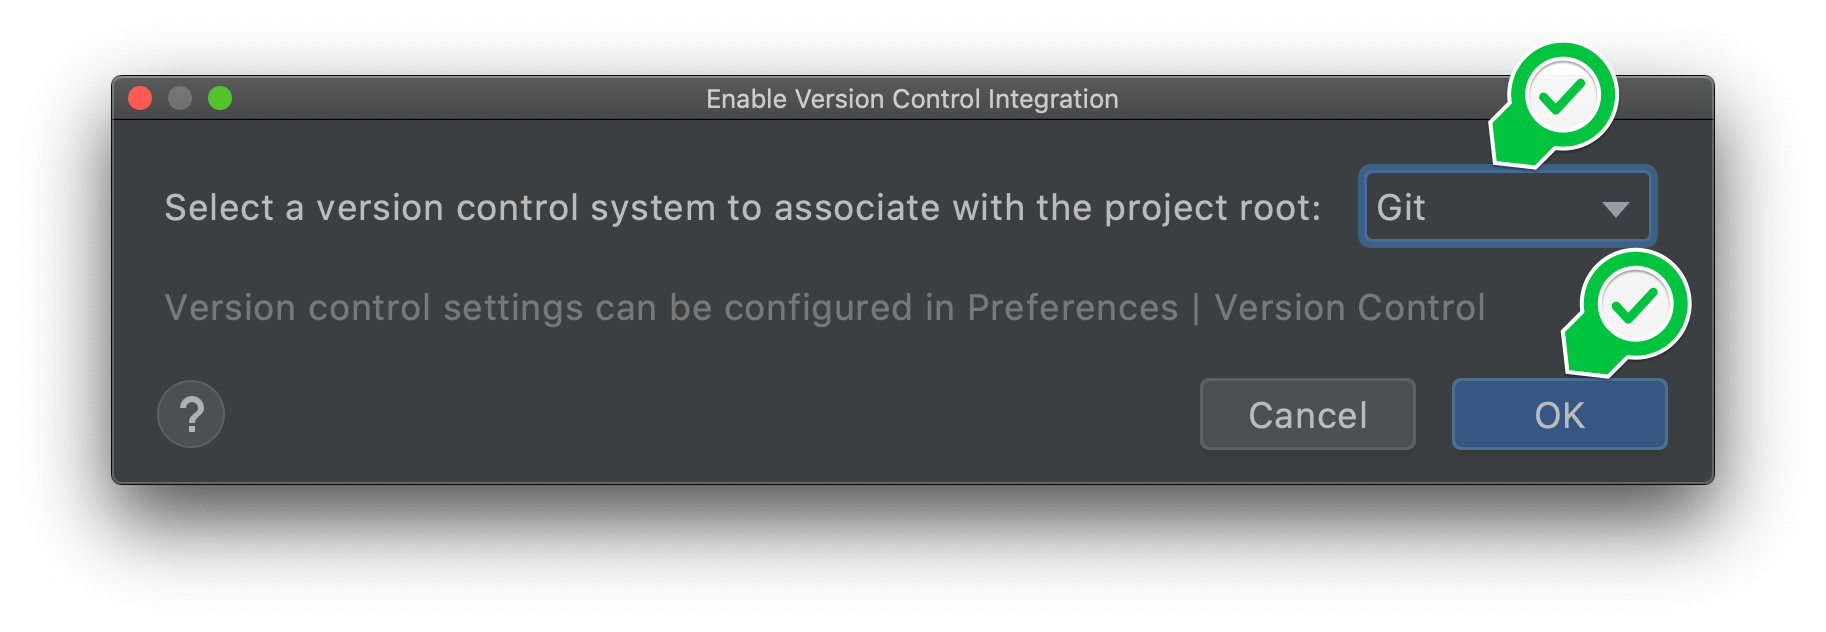 Enable Version Control Integration
Select a version control system to associate with the project root: Git
Version control settings can be configured in Preferences | Version Control
? Cancel OK